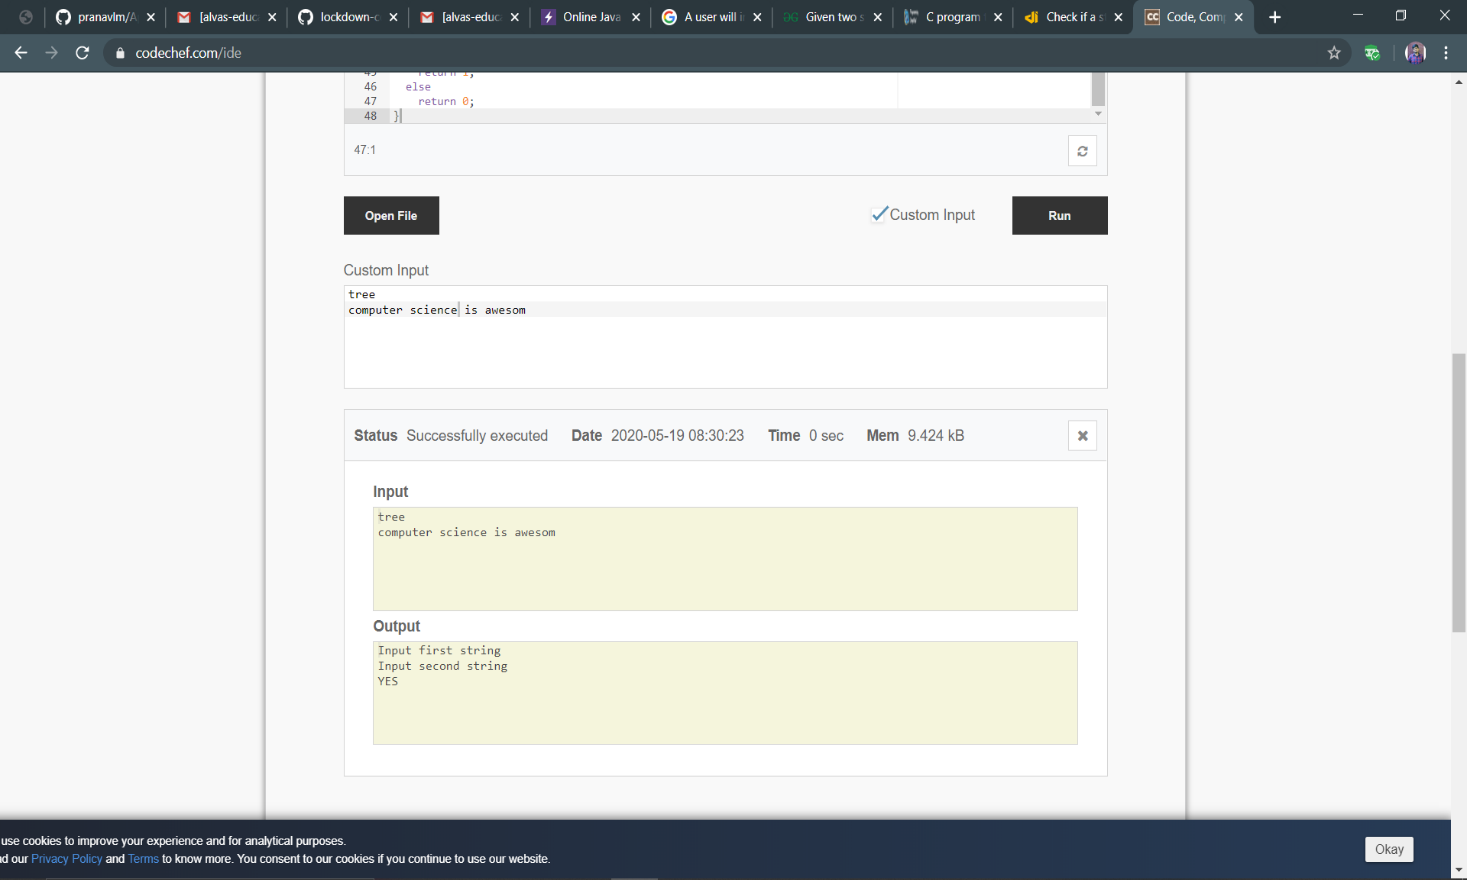 pranavlm/A
[alvas-educ
lockdown-c
[alvas-educ
Online Java
A user will i
Given two s
C program
Check if a s
Code, Com
codechef.com/ide
45 return 1;
46 else
47 return 0;
48 }
47:1
Open File
Custom Input
Run
Custom Input
tree
computer science is awesom
Status Successfully executed Date 2020-05-19 08:30:23 Time 0 sec Mem 9.424 kB
Input
tree
computer science is awesom
Output
Input first string
Input second string
YES
use cookies to improve your experience and for analytical purposes.
nd our Privacy Policy and Terms to know more. You consent to our cookies if you continue to use our website.
Okay